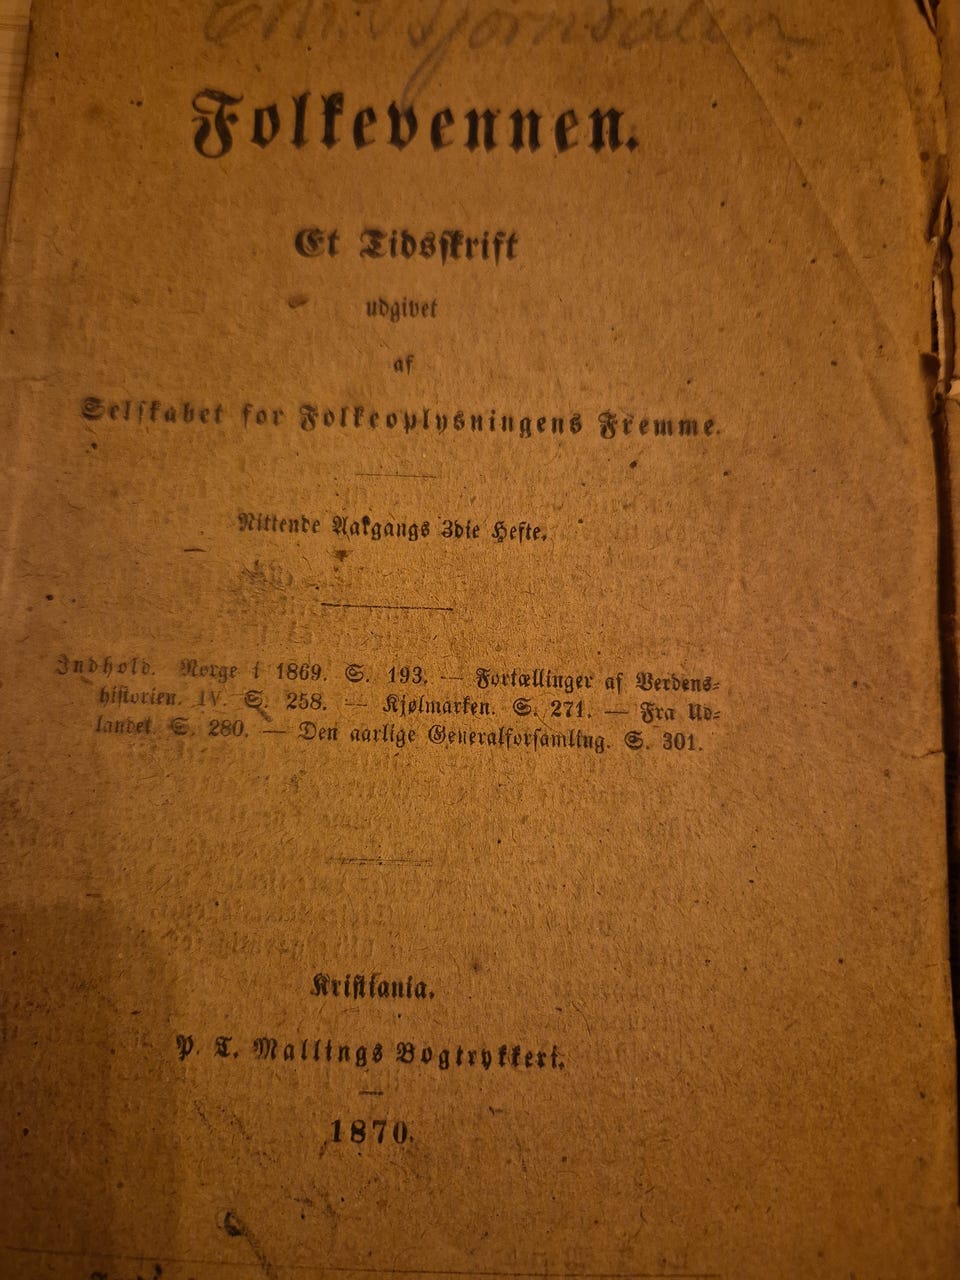 Folkevennen.
Et Tidsskrift
udgivet
af
Selskabet for Folkeoplysningens Fremme.
Nittende Aargangs 3die Hefte.
Indhold. Norge i 1869. S. 193. — Fortællinger af Verdens=
historien. IV. S. 258. — Kjølmarken. S. 271. — Fra Ud=
landet. S. 280. — Den aarlige Generalforsamling. S. 301.
Kristiania.
P. T. Mallings Bogtrykkeri.
1870.